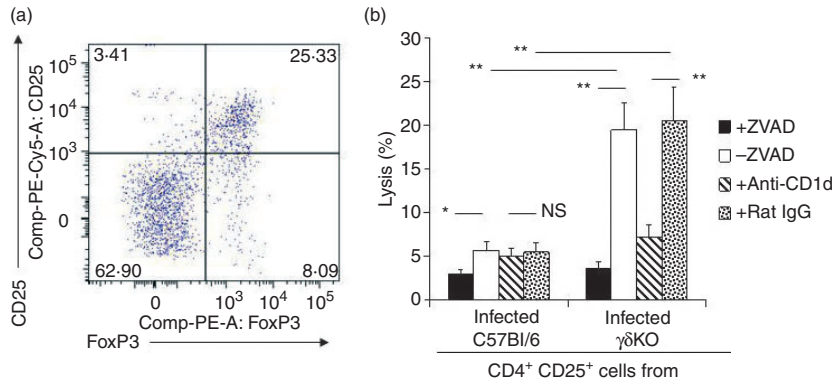 (a)
CD25
Comp-PE-Cy5-A: CD25
10⁵
10⁴
10³
0
3·41
25·33
62·90
8·09
0
10³
10⁴
10⁵
Comp-PE-A: FoxP3
FoxP3
(b)
Lysis (%)
30
25
20
15
10
5
0
**
**
**
**
*
NS
+ZVAD
−ZVAD
+Anti-CD1d
+Rat IgG
Infected
C57Bl/6
Infected
γδKO
CD4⁺ CD25⁺ cells from